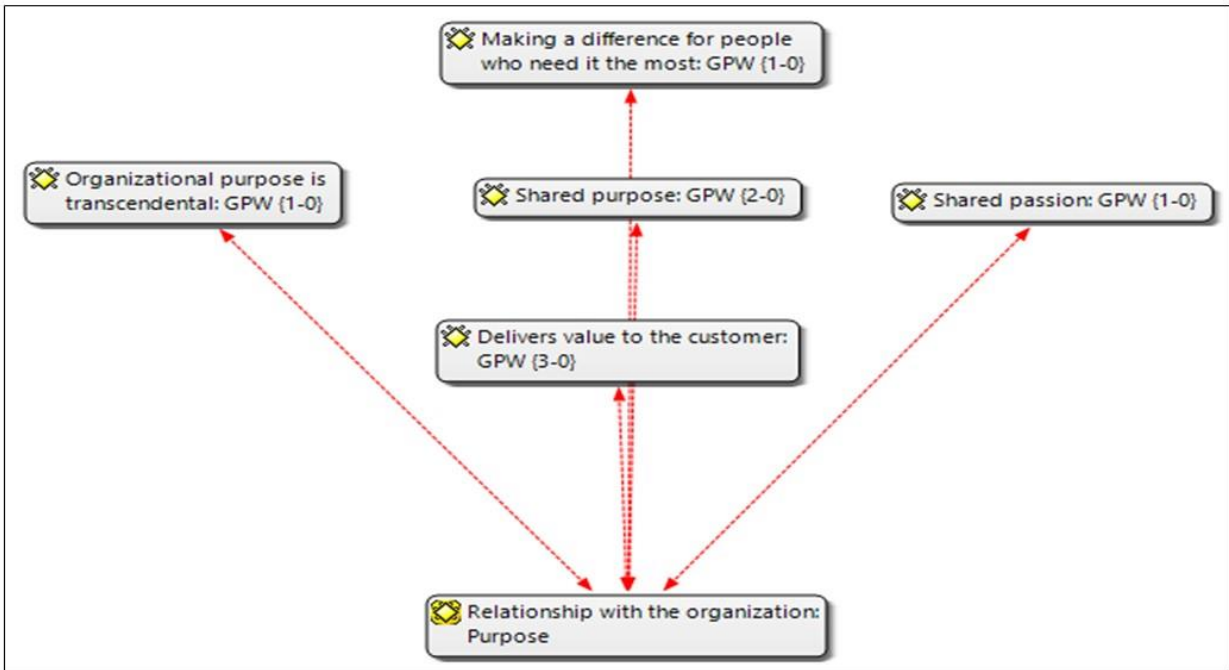 Making a difference for people
who need it the most: GPW {1-0}
Organizational purpose is
transcendental: GPW {1-0}
Shared purpose: GPW {2-0}
Shared passion: GPW {1-0}
Delivers value to the customer:
GPW {3-0}
Relationship with the organization:
Purpose